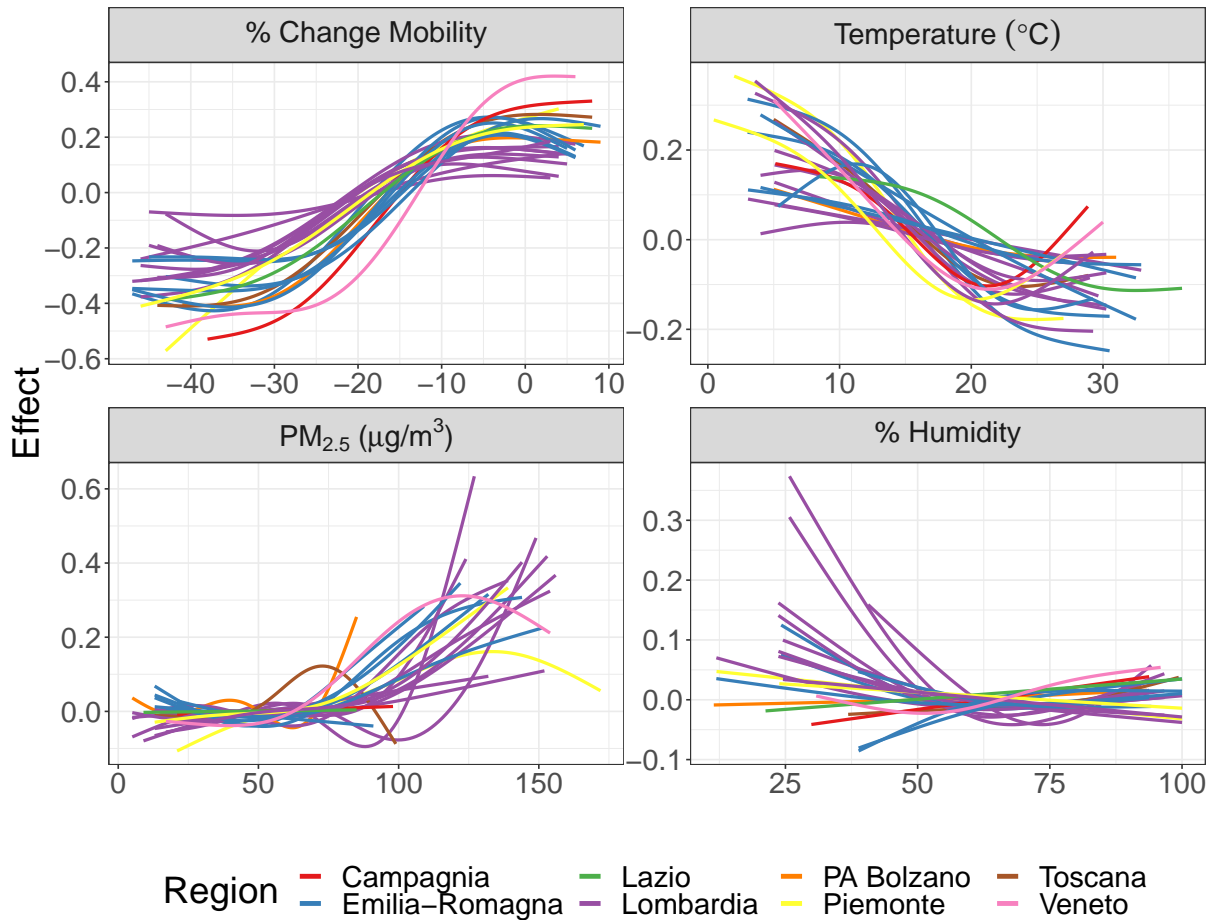 % Change Mobility
Temperature (°C)
0.4
0.2
0.0
−0.2
−0.4
−0.6
0.2
0.0
−0.2
−40 −30 −20 −10 0 10
0 10 20 30
Effect
PM2.5 (μg/m³)
% Humidity
0.6
0.4
0.2
0.0
0.3
0.2
0.1
0.0
−0.1
0 50 100 150
25 50 75 100
Region
Campagnia Lazio PA Bolzano Toscana
Emilia−Romagna Lombardia Piemonte Veneto